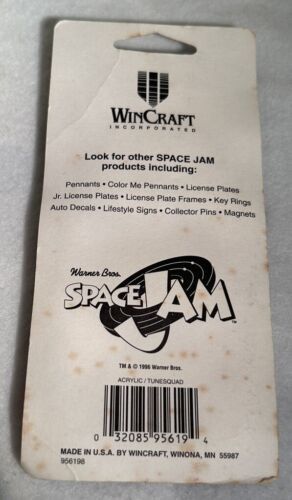 WINCRAFT
INCORPORATED
Look for other SPACE JAM
products including:
Pennants • Color Me Pennants • License Plates
Jr. License Plates • License Plate Frames • Key Rings
Auto Decals • Lifestyle Signs • Collector Pins • Magnets
Warner Bros.
SPACE JAM
TM
TM & © 1996 Warner Bros.
ACRYLIC / TUNESQUAD
0 32085 95619 4
MADE IN U.S.A. BY WINCRAFT, WINONA, MN 55987
956198